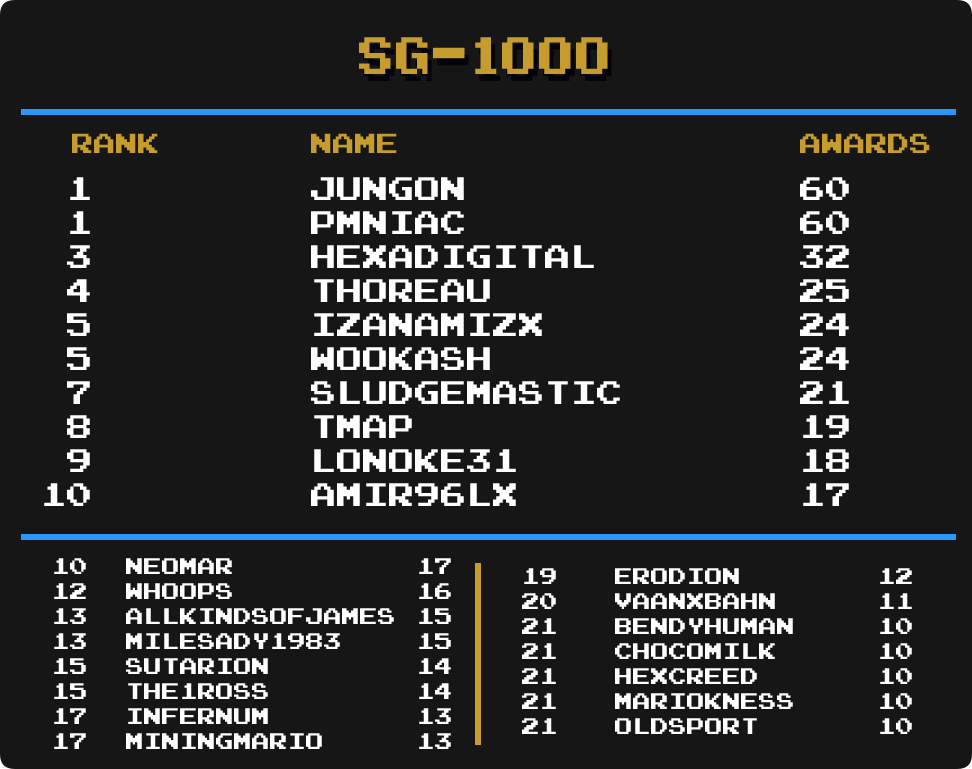 SG-1000
RANK NAME AWARDS
1 JUNGON 60
1 PMNIAC 60
3 HEXADIGITAL 32
4 THOREAU 25
5 IZANAMIZX 24
5 WOOKASH 24
7 SLUDGEMASTIC 21
8 TMAP 19
9 LONOKE31 18
10 AMIR96LX 17
10 NEOMAR 17
12 WHOOPS 16
13 ALLKINDSOFJAMES 15
13 MILESADY1983 15
15 SUTARION 14
15 THE1ROSS 14
17 INFERNUM 13
17 MININGMARIO 13
19 ERODION 12
20 VAANXBAHN 11
21 BENDYHUMAN 10
21 CHOCOMILK 10
21 HEXCREED 10
21 MARIOKNESS 10
21 OLDSPORT 10